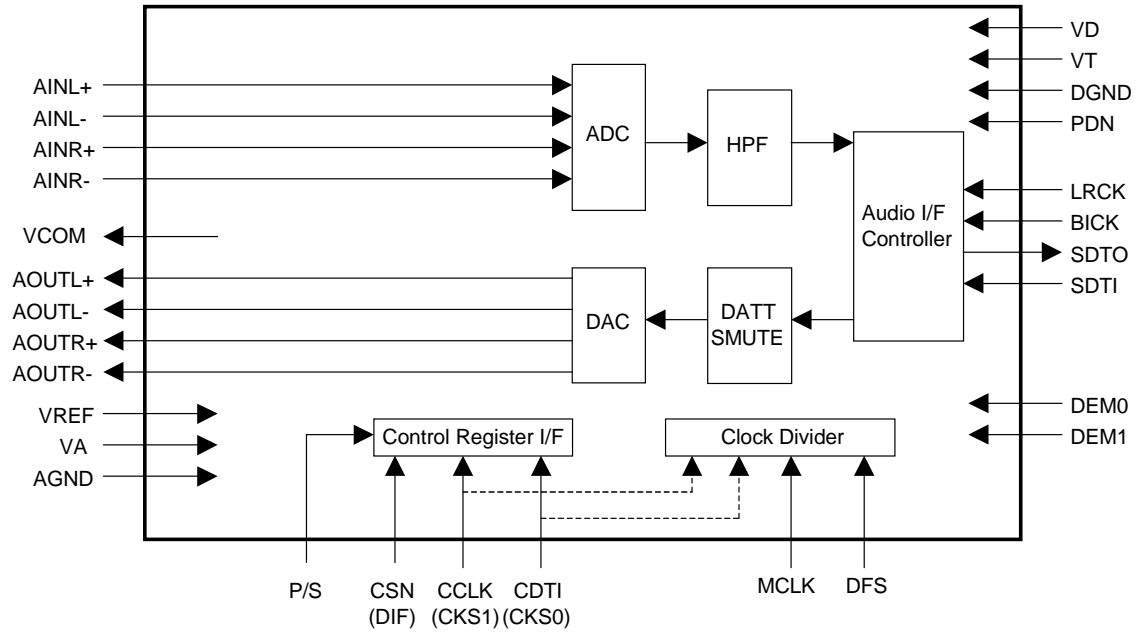 VD
VT
DGND
PDN
AINL+
AINL-
AINR+
AINR-
ADC
HPF
Audio I/F
Controller
LRCK
BICK
SDTO
SDTI
VCOM
AOUTL+
AOUTL-
AOUTR+
AOUTR-
DAC
DATT
SMUTE
VREF
VA
AGND
Control Register I/F
Clock Divider
DEM0
DEM1
P/S
CSN
(DIF)
CCLK
(CKS1)
CDTI
(CKS0)
MCLK
DFS